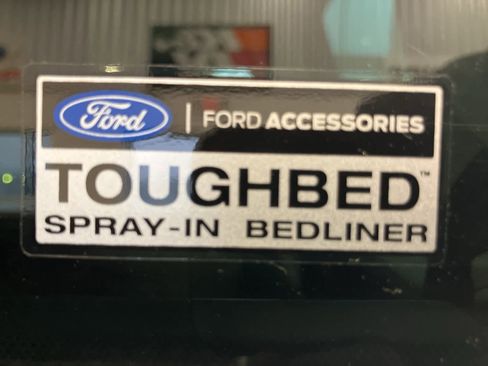 Ford | FORD ACCESSORIES
TOUGHBED™
SPRAY-IN BEDLINER